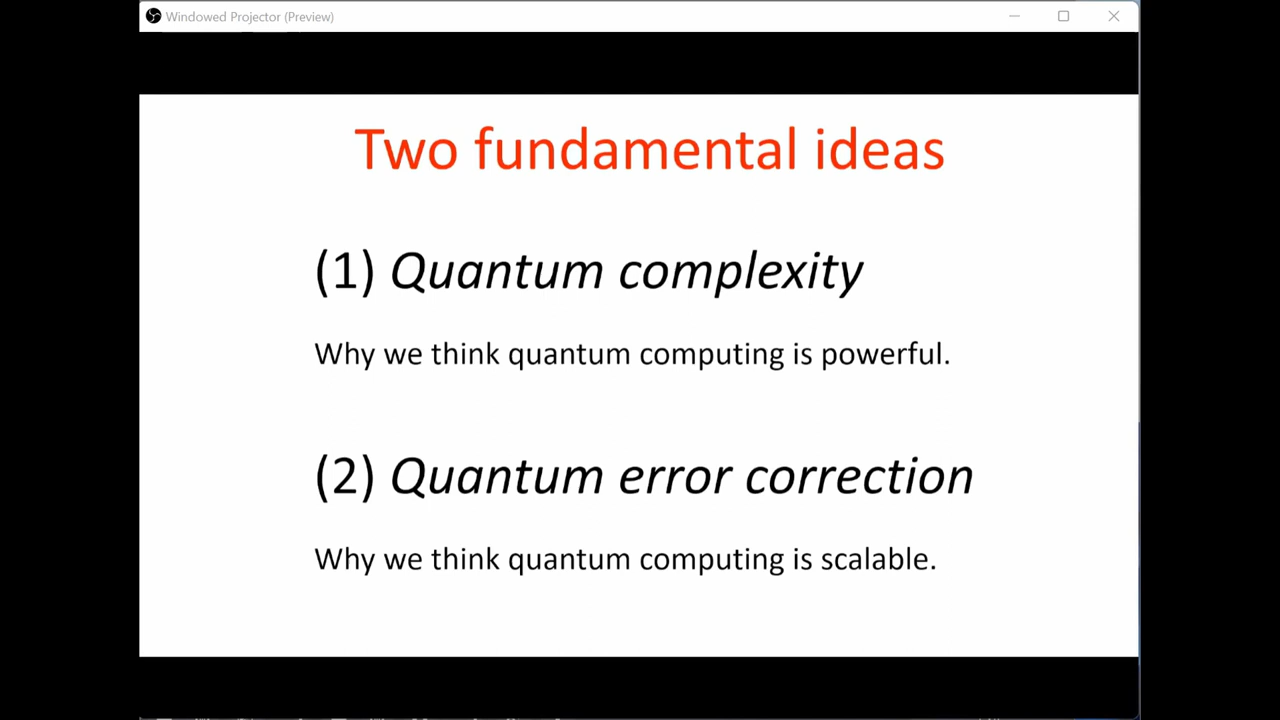 Windowed Projector (Preview)
Two fundamental ideas
(1) Quantum complexity
Why we think quantum computing is powerful.
(2) Quantum error correction
Why we think quantum computing is scalable.